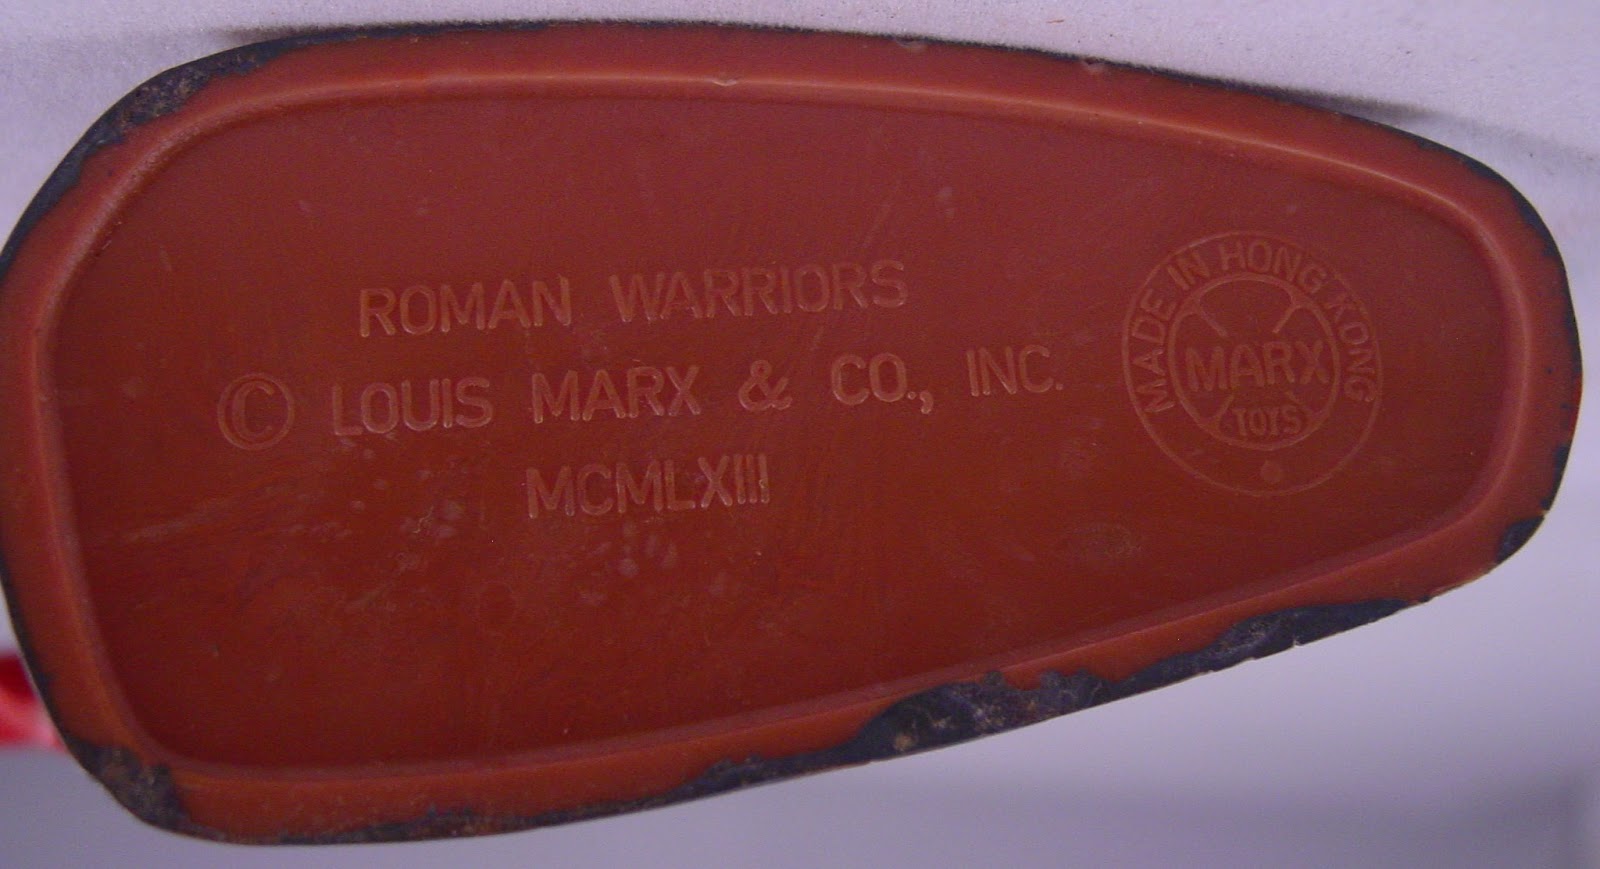 ROMAN WARRIORS
© LOUIS MARX & CO., INC.
MCMLXIII
MADE IN HONG KONG
MARX
TOYS